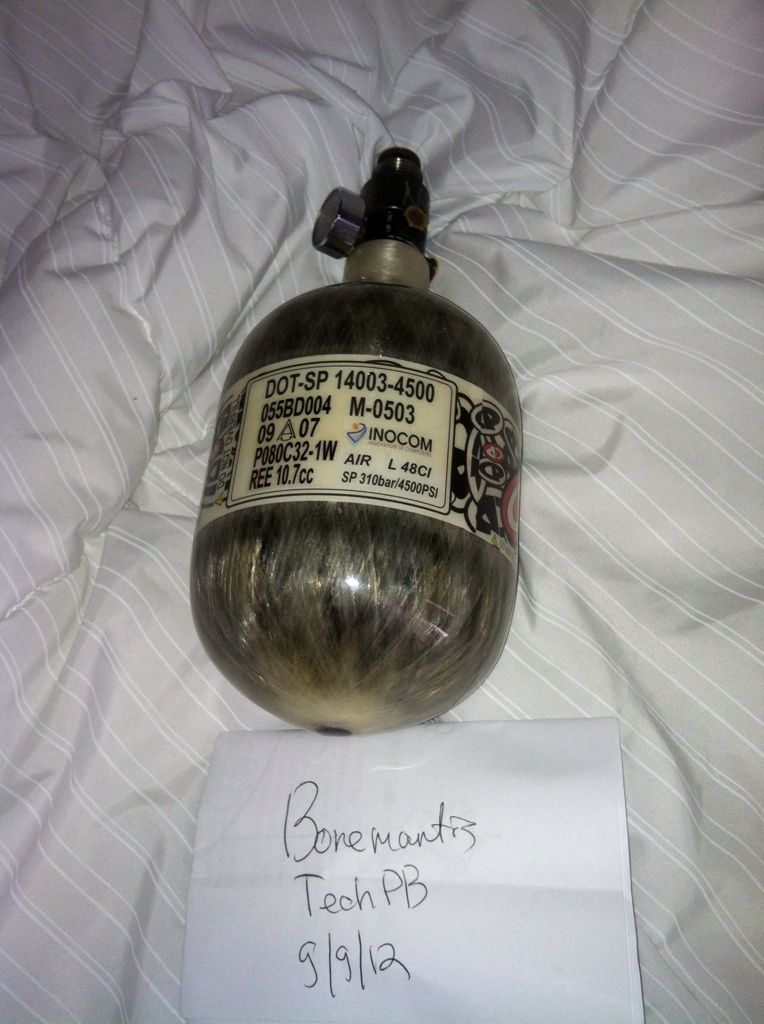 DOT-SP 14003-4500
055BD004 M-0503
09 A 07 INOCOM
P080C32-1W AIR L 48CI
REE 10.7cc SP 310bar/4500PSI
Bonemantis
TechPB
9/9/12